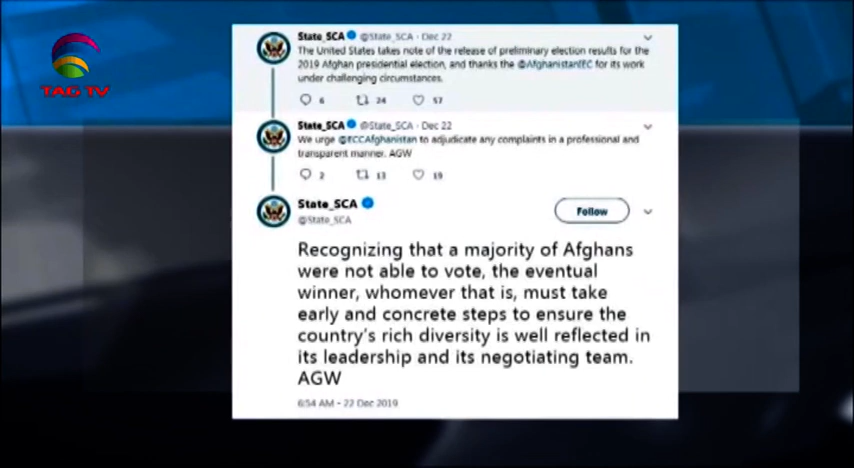 TAG TV
State_SCA @State_SCA · Dec 22
The United States takes note of the release of preliminary election results for the
2019 Afghan presidential election, and thanks the @AfghanistanIEC for its work
under challenging circumstances.
6 24 57
State_SCA @State_SCA · Dec 22
We urge @ECCAfghanistan to adjudicate any complaints in a professional and
transparent manner. AGW
2 13 19
State_SCA
@State_SCA
Follow
Recognizing that a majority of Afghans
were not able to vote, the eventual
winner, whomever that is, must take
early and concrete steps to ensure the
country's rich diversity is well reflected in
its leadership and its negotiating team.
AGW
6:54 AM - 22 Dec 2019